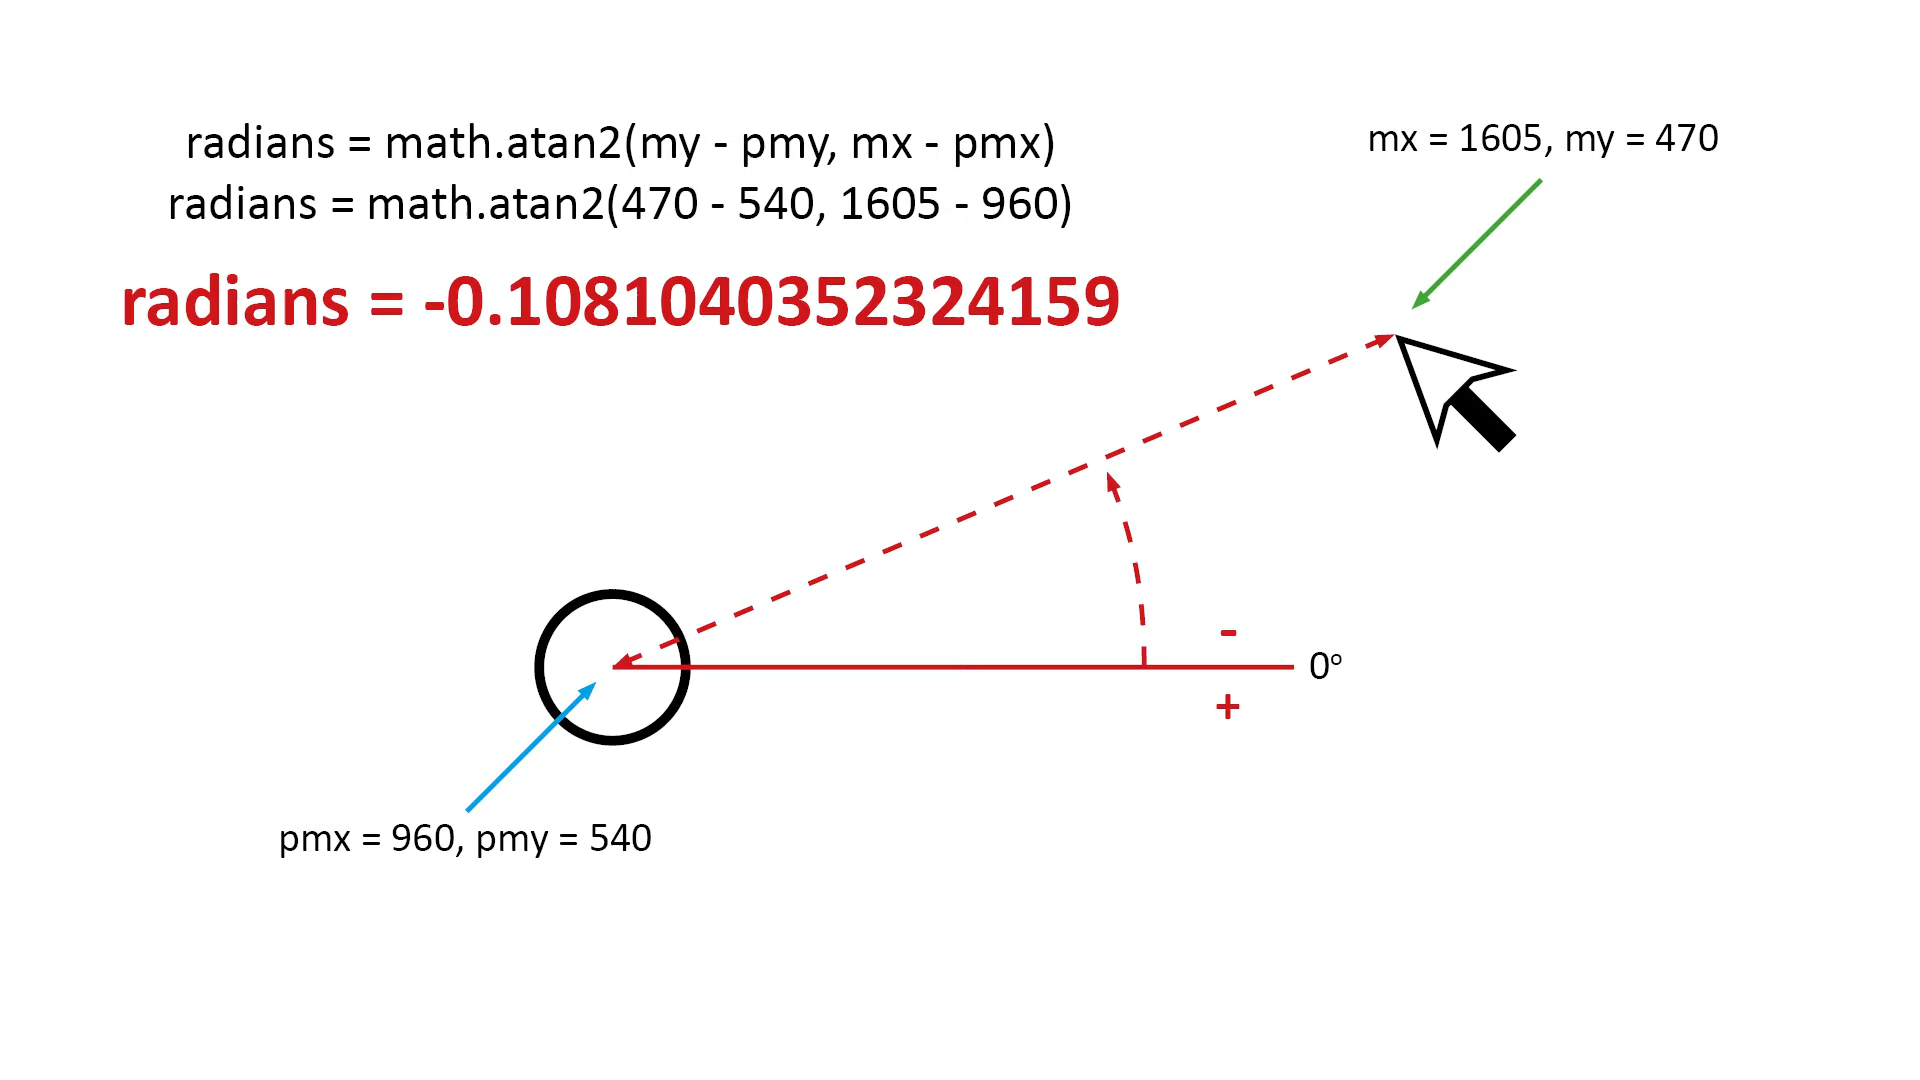 radians = math.atan2(my - pmy, mx - pmx)
mx = 1605, my = 470
radians = math.atan2(470 - 540, 1605 - 960)
radians = -0.1081040352324159
-
0º
+
pmx = 960, pmy = 540